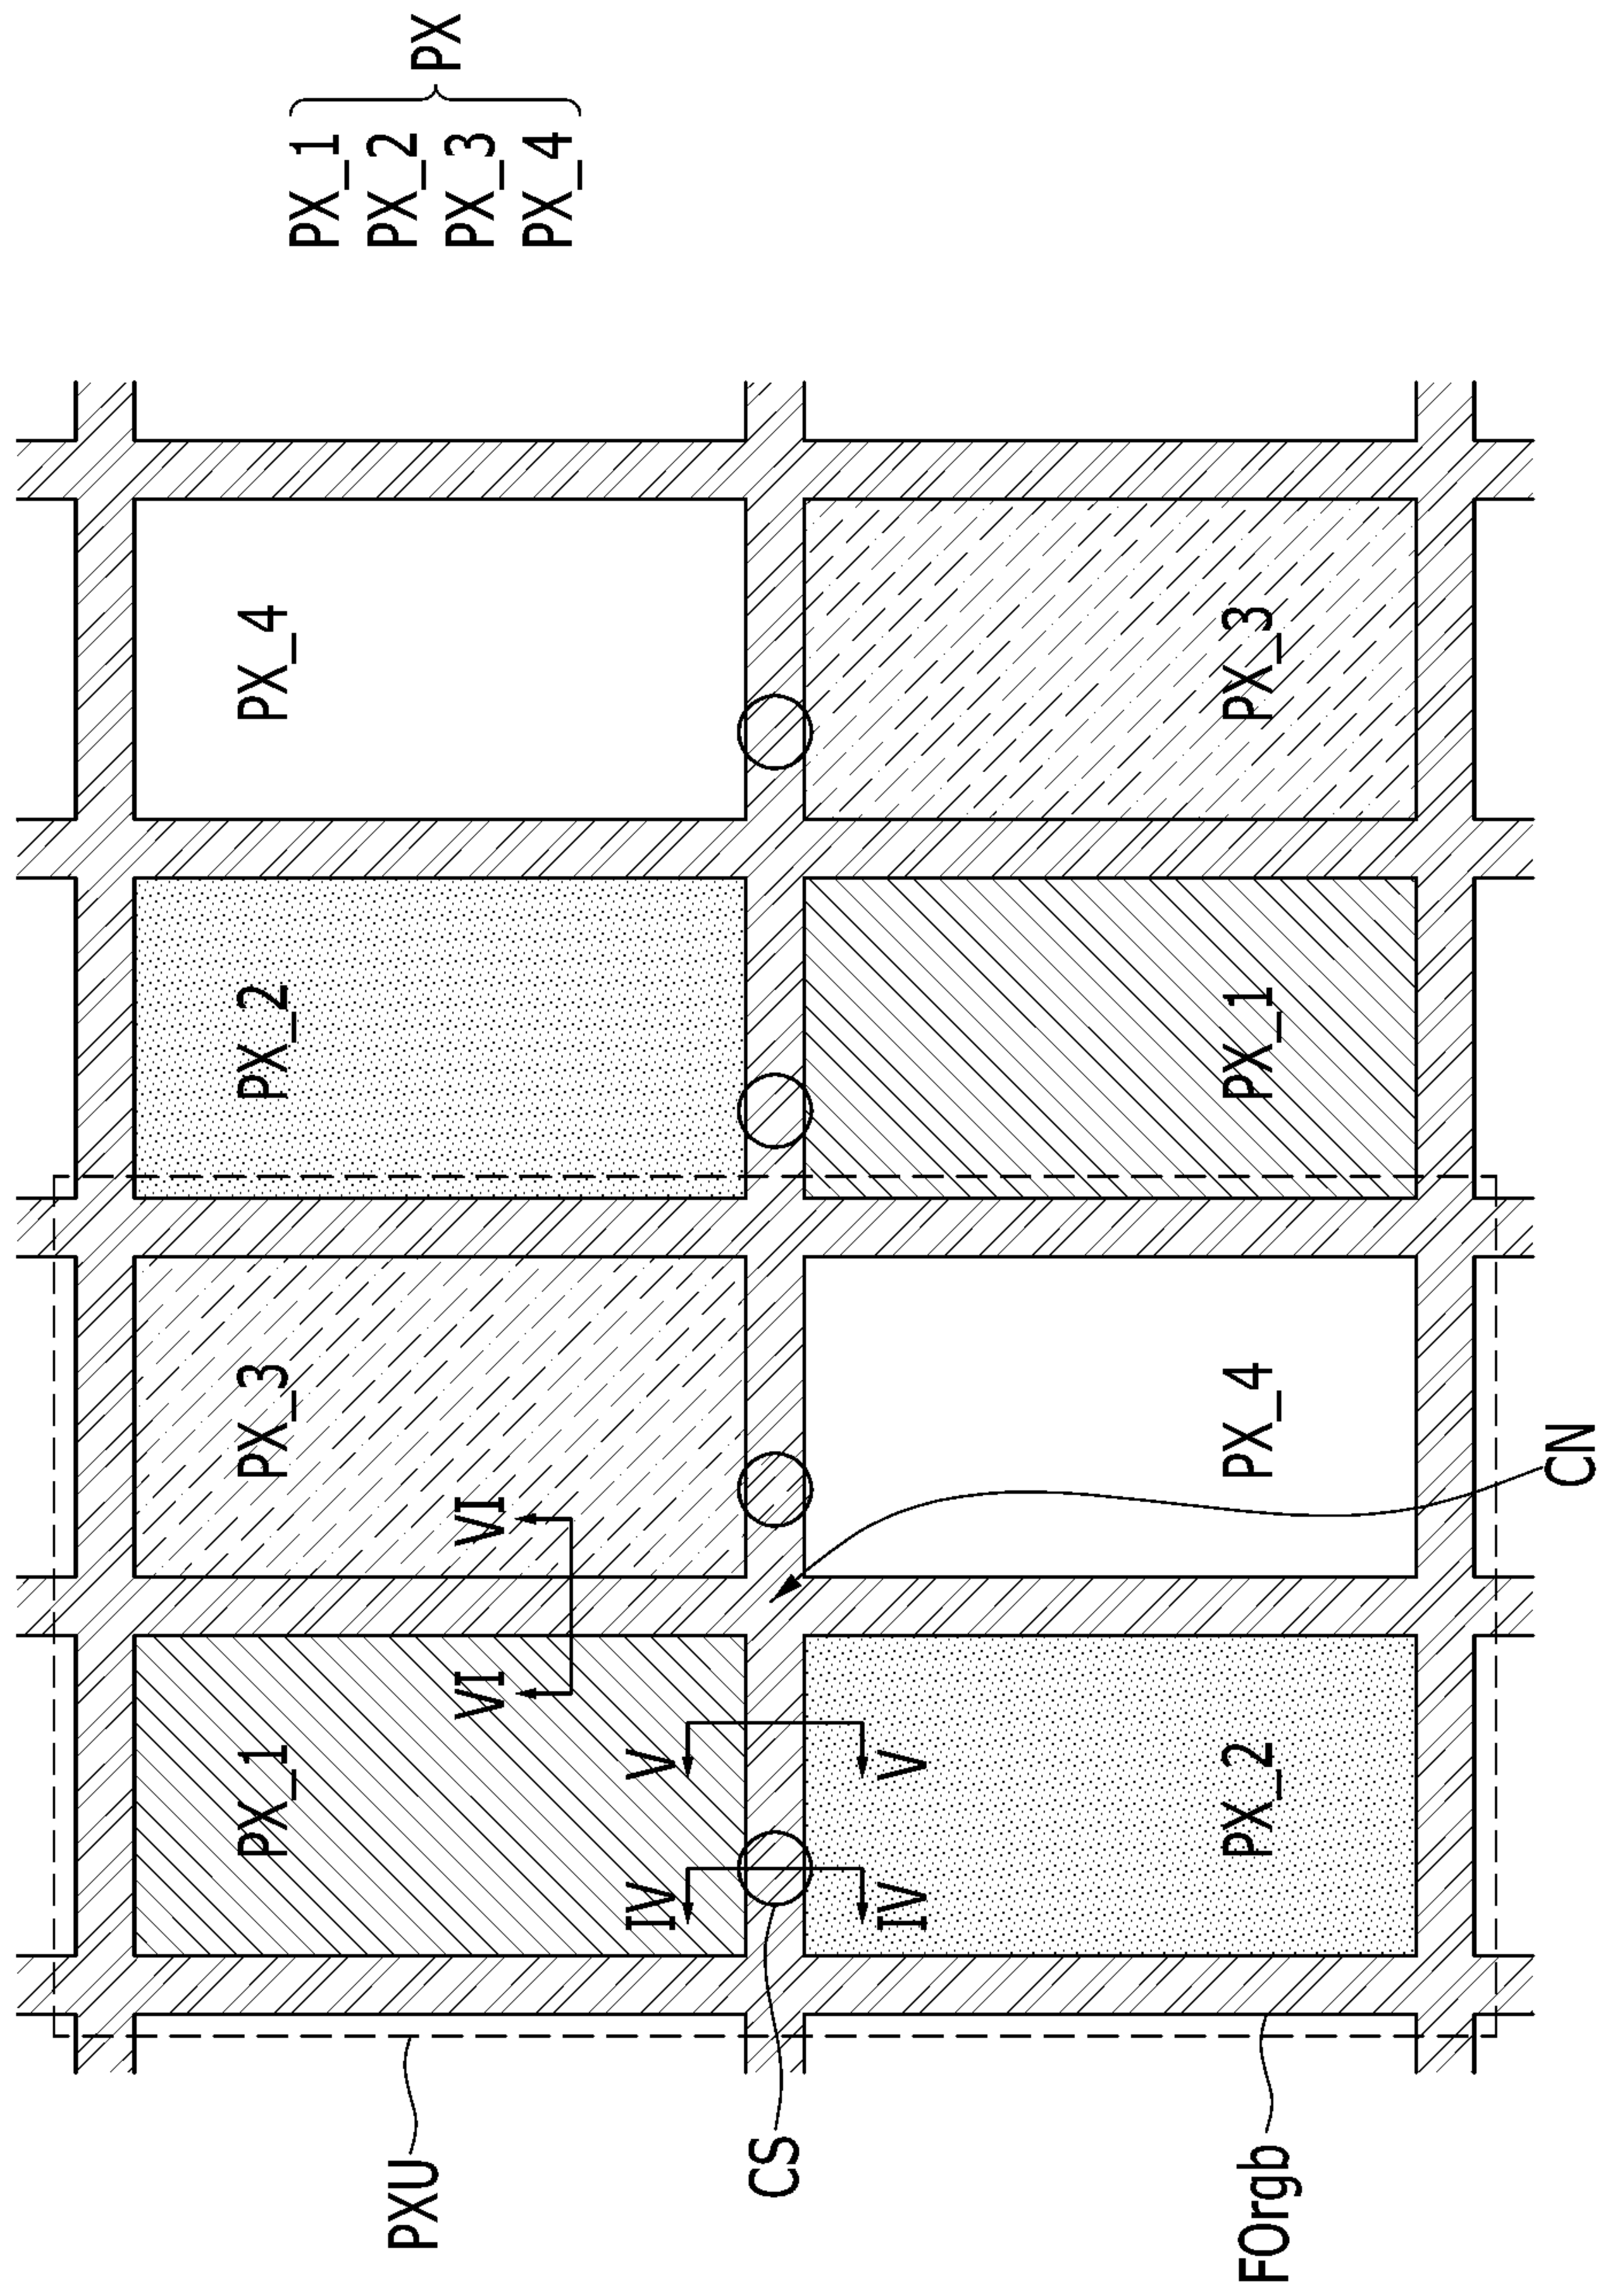 PX_1 PX_3 PX_2 PX_4
PX_1
PX_2
PX_3
PX_4
PX
PXU
VI VI
IV V
CS
IV V
PX_2 PX_4 PX_1 PX_3
FOrgb
CN